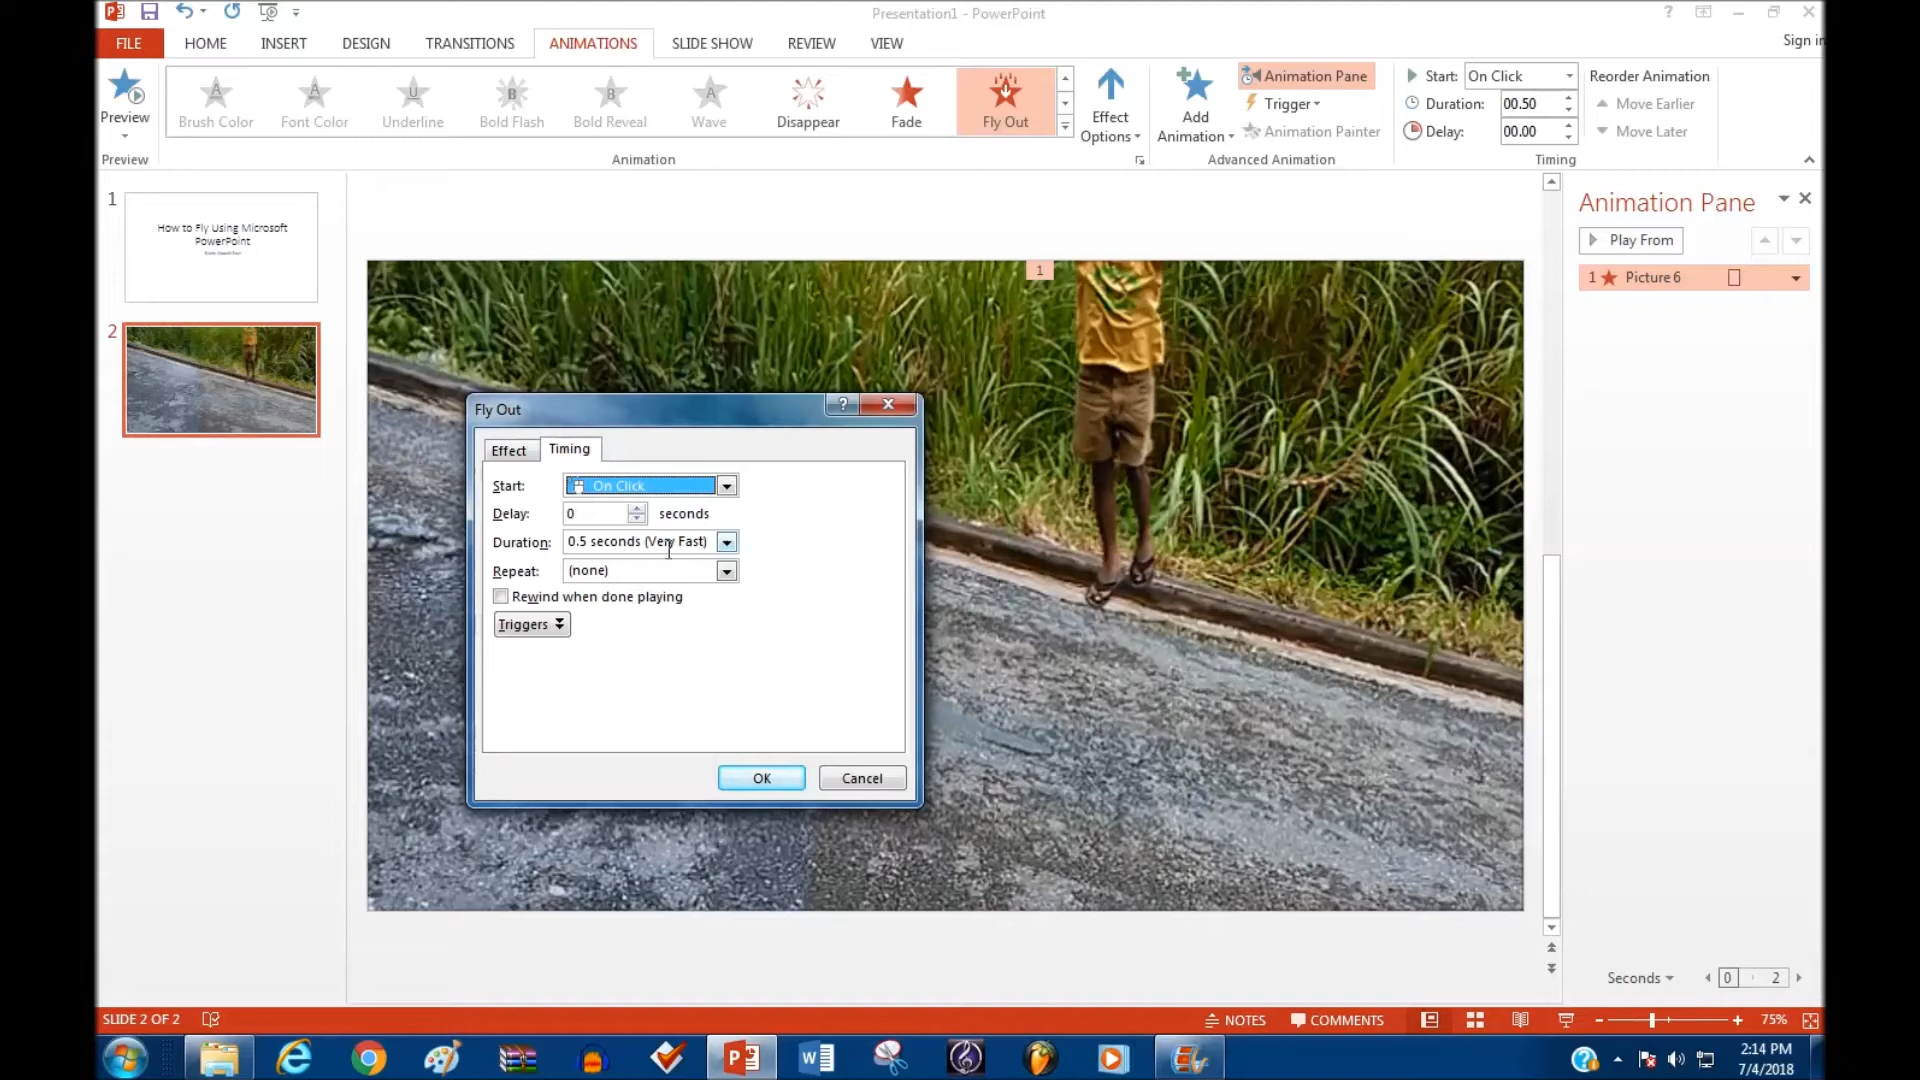 Presentation1 - PowerPoint
?
Sign in
FILE
HOME
INSERT
DESIGN
TRANSITIONS
ANIMATIONS
SLIDE SHOW
REVIEW
VIEW
Preview
Preview
Brush Color
Font Color
Underline
Bold Flash
Bold Reveal
Wave
Disappear
Fade
Fly Out
Animation
Effect
Options
Add
Animation
Animation Pane
Trigger
Animation Painter
Advanced Animation
Start: On Click
Duration: 00.50
Delay: 00.00
Timing
Reorder Animation
Move Earlier
Move Later
1
How to Fly Using Microsoft
PowerPoint
2
1
Fly Out
?
Effect
Timing
Start: On Click
Delay: 0 seconds
Duration: 0.5 seconds (Very Fast)
Repeat: (none)
Rewind when done playing
Triggers
OK
Cancel
Animation Pane
Play From
1 Picture 6
Seconds 0 2
SLIDE 2 OF 2
NOTES
COMMENTS
75%
2:14 PM
7/4/2018